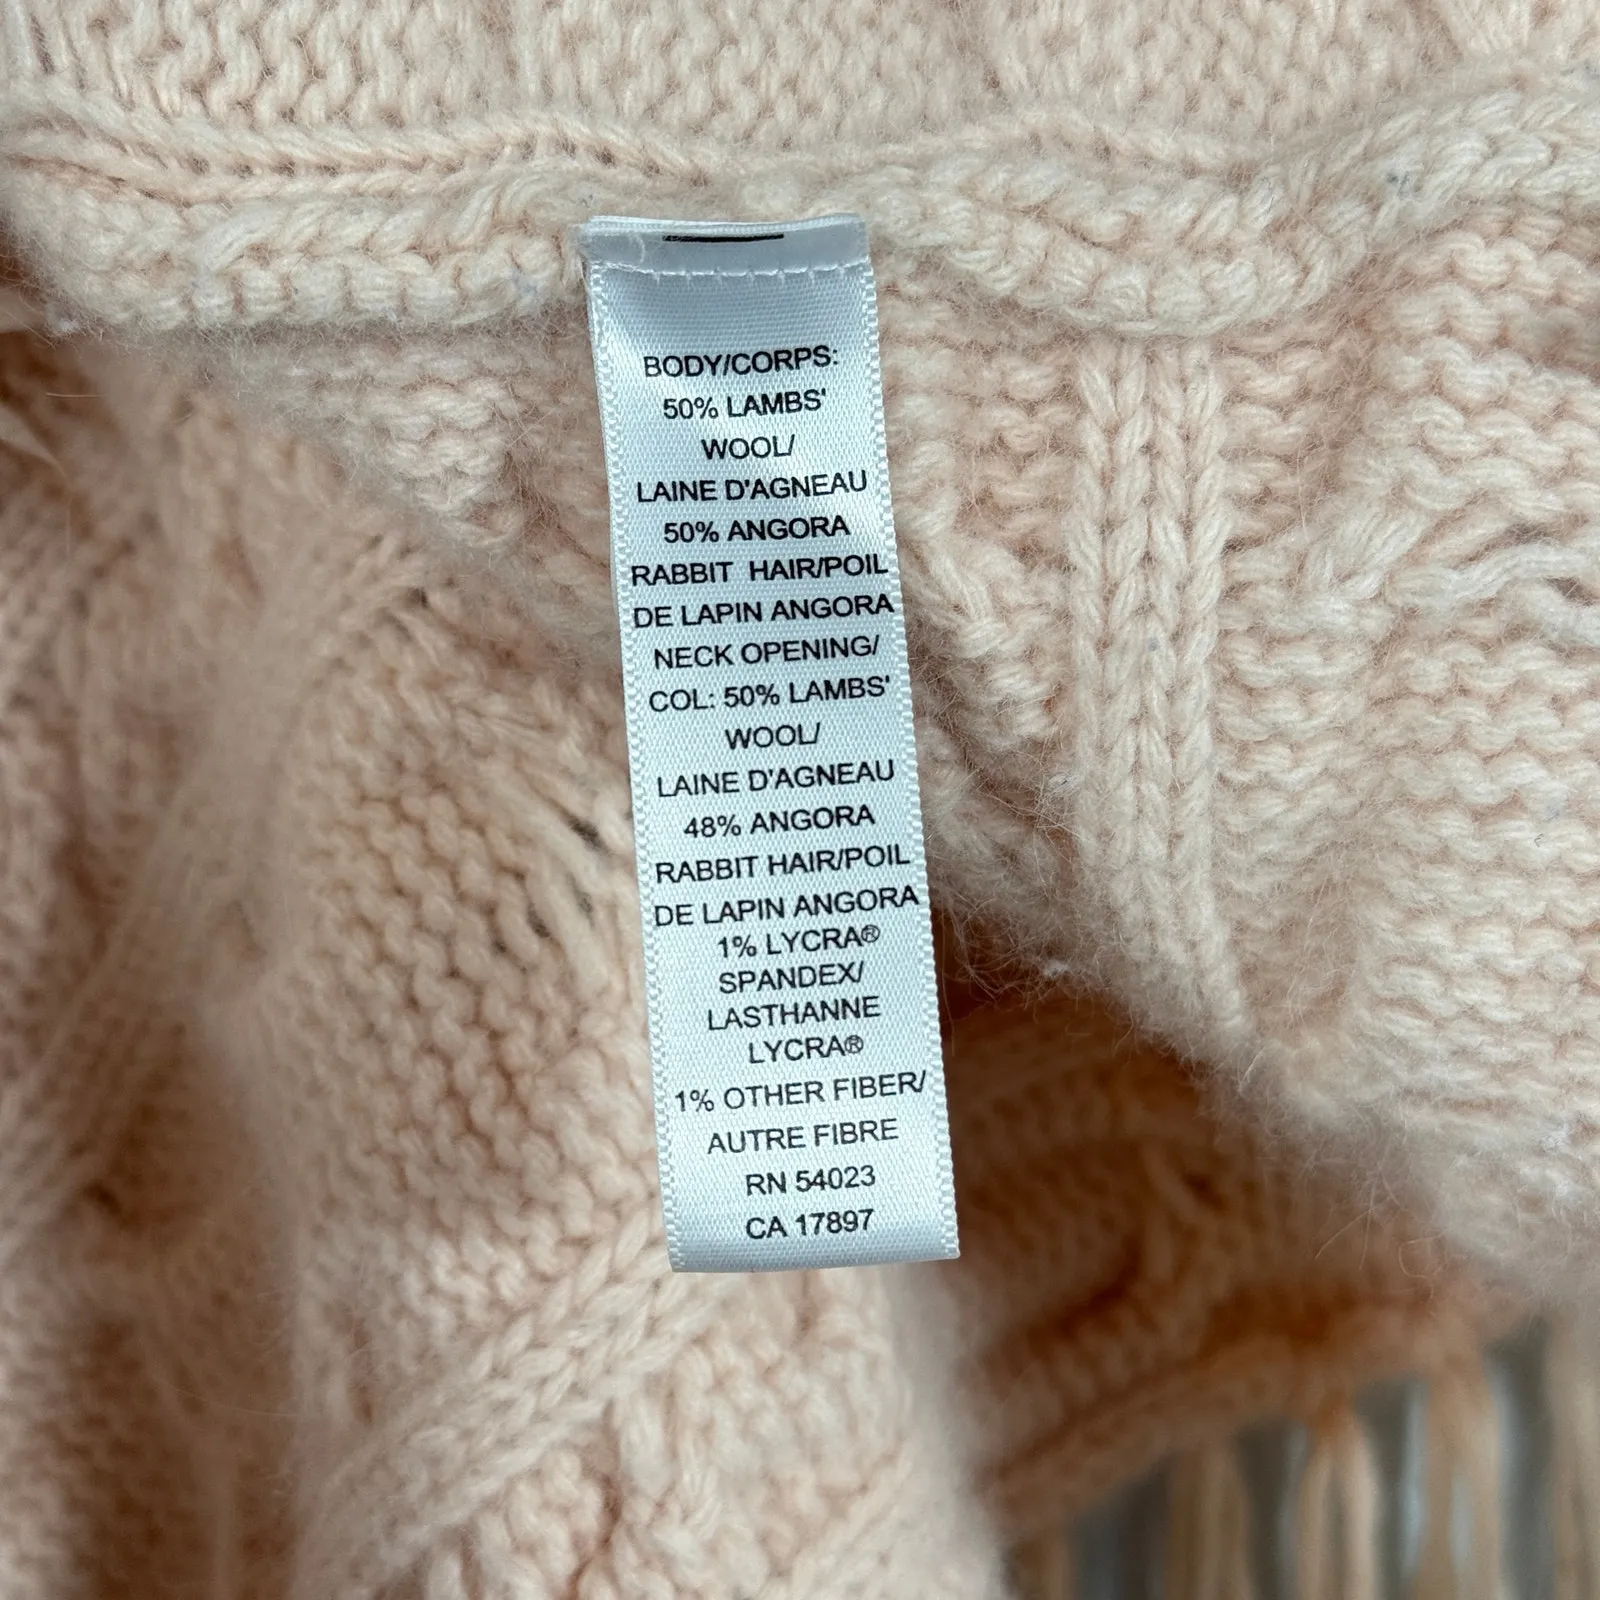 BODY/CORPS:
50% LAMBS'
WOOL/
LAINE D'AGNEAU
50% ANGORA
RABBIT HAIR/POIL
DE LAPIN ANGORA
NECK OPENING/
COL: 50% LAMBS'
WOOL/
LAINE D'AGNEAU
48% ANGORA
RABBIT HAIR/POIL
DE LAPIN ANGORA
1% LYCRA®
SPANDEX/
LASTHANNE
LYCRA®
1% OTHER FIBER/
AUTRE FIBRE
RN 54023
CA 17897